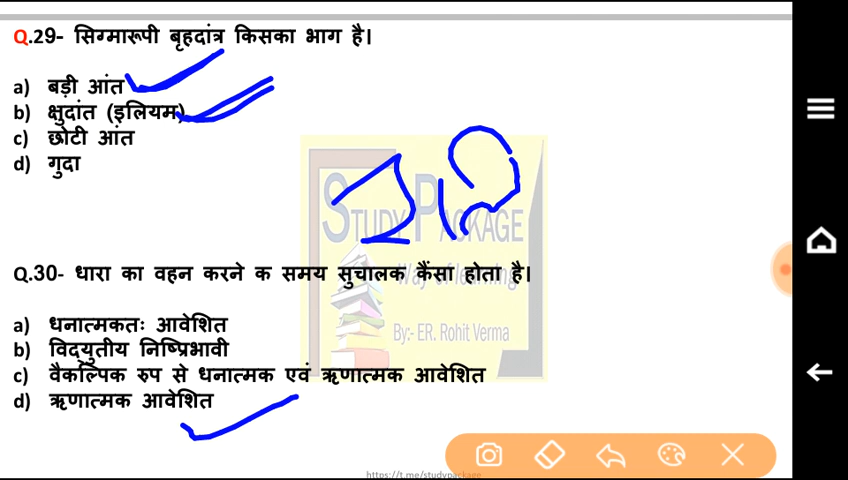 Q.29- सिग्मारूपी बृहदांत्र किसका भाग है।
a) बड़ी आंत
b) क्षुदांत (इलियम)
c) छोटी आंत
d) गुदा
STUDY PACKAGE
Way of learning
By:- ER. Rohit Verma
Q.30- धारा का वहन करने क समय सुचालक कैंसा होता है।
a) धनात्मकतः आवेशित
b) विद्युतीय निष्प्रिभावी
c) वैकल्पिक रुप से धनात्मक एवं ऋणात्मक आवेशित
d) ऋणात्मक आवेशित
https://t.me/studypackage